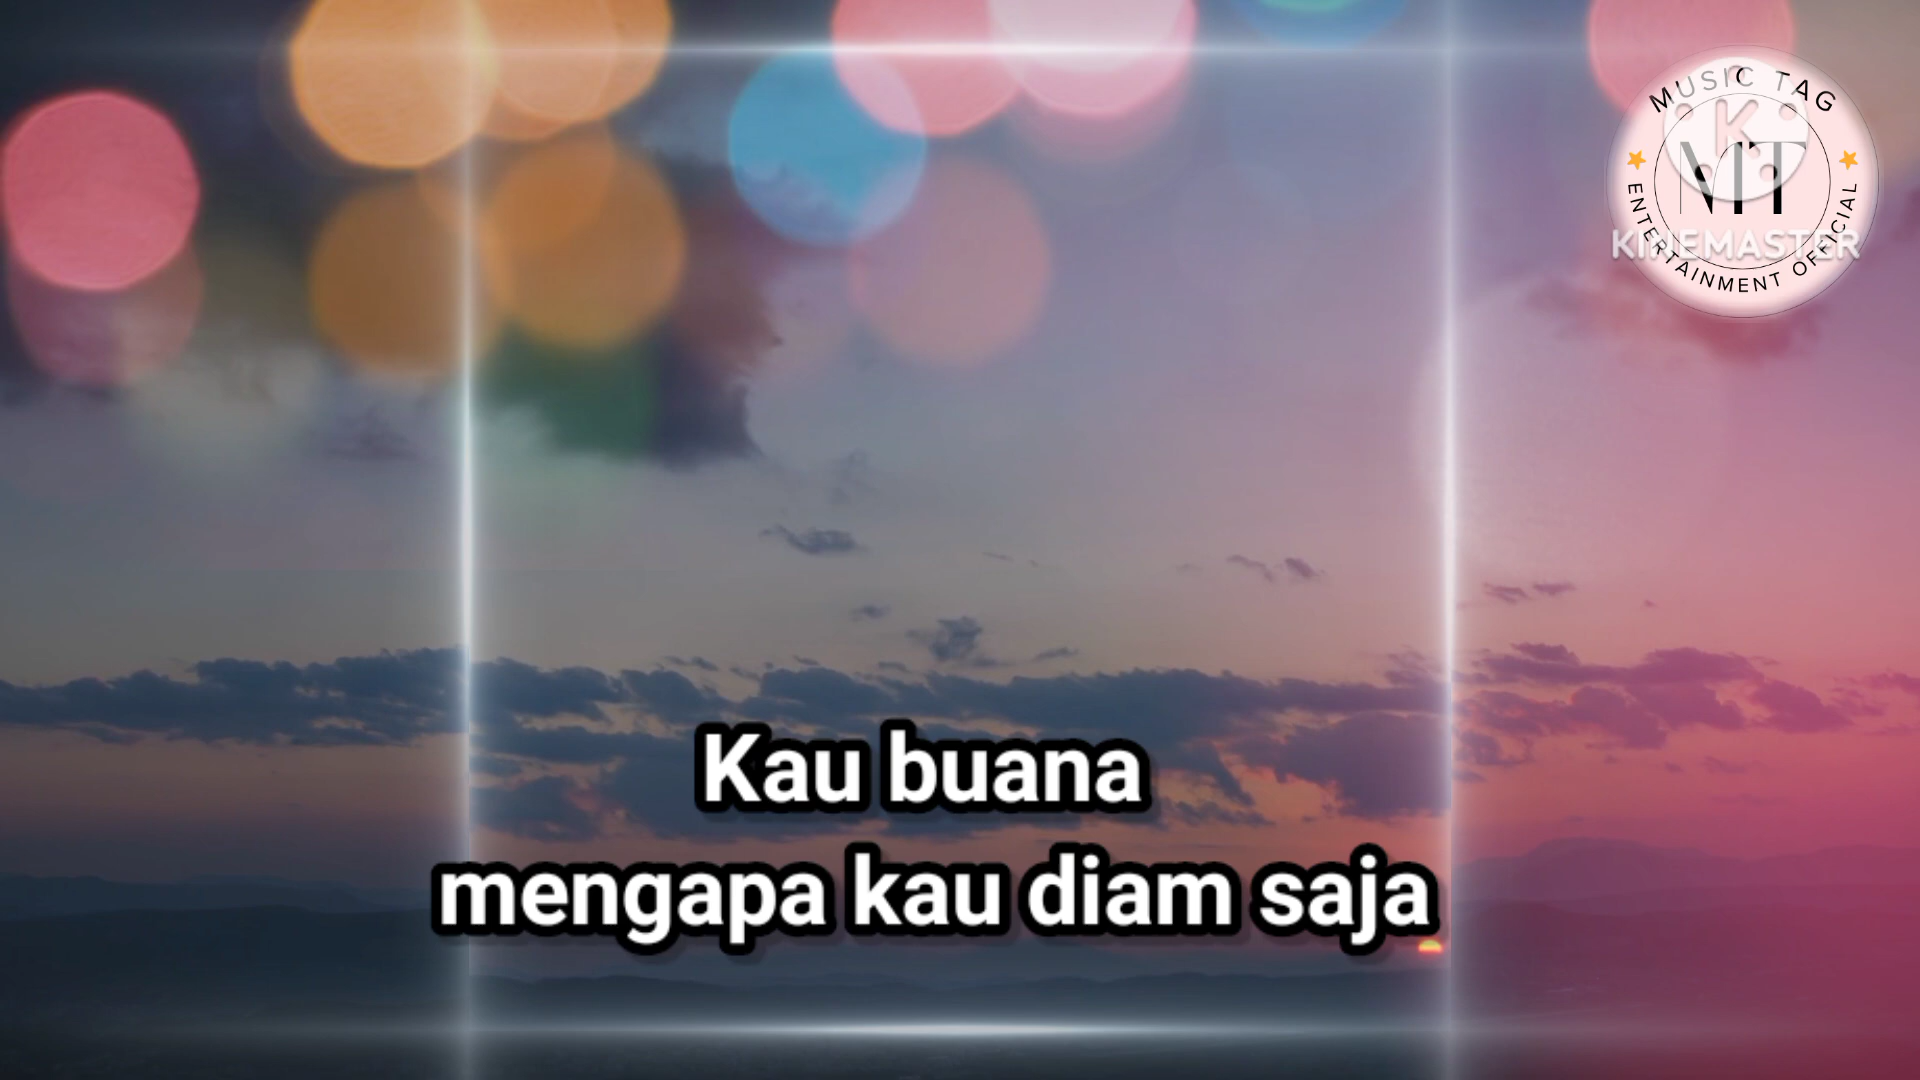 MUSIC TAG
K
MT
KINEMASTER
ENTERTAINMENT OFFICIAL
Kau buana
mengapa kau diam saja